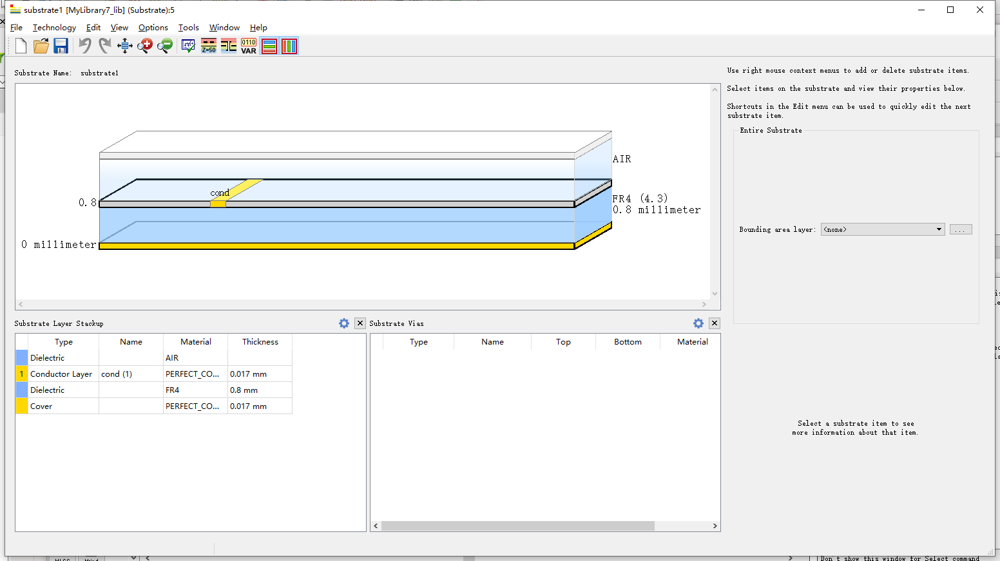 substrate1 [MyLibrary7_lib] (Substrate):5
File Technology Edit View Options Tools Window Help
Z=50
0110
VAR
Substrate Name: substrate1
Use right mouse context menus to add or delete substrate items.
Select items on the substrate and view their properties below.
Shortcuts in the Edit menu can be used to quickly edit the next
substrate item.
Entire Substrate
AIR
cond
0.8
FR4 (4.3)
0.8 millimeter
0 millimeter
Bounding area layer: <none> ...
Substrate Layer Stackup
Type Name Material Thickness
Dielectric AIR
1 Conductor Layer cond (1) PERFECT_CO... 0.017 mm
Dielectric FR4 0.8 mm
Cover PERFECT_CO... 0.017 mm
Substrate Vias
Type Name Top Bottom Material
Select a substrate item to see
more information about that item.
Don't show this window for Select command